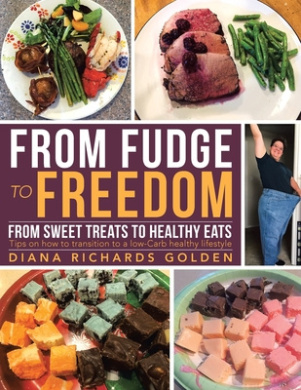 FROM FUDGE
TO FREEDOM
FROM SWEET TREATS TO HEALTHY EATS
Tips on how to transition to a low-Carb healthy lifestyle
DIANA RICHARDS GOLDEN